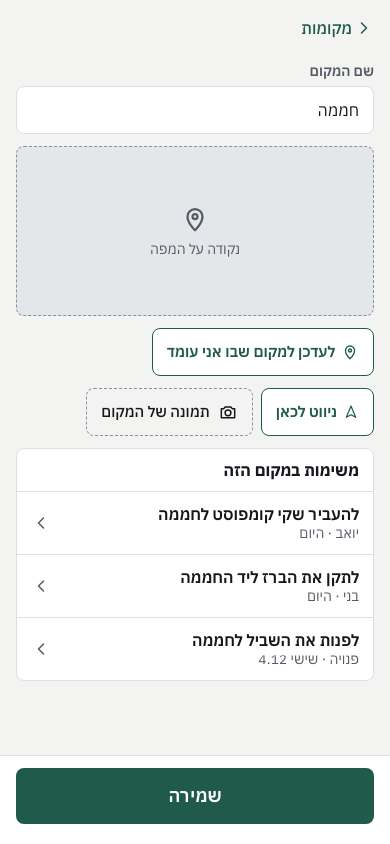 מקומות
שם המקום
חממה
נקודה על המפה
לעדכן למקום שבו אני עומד
ניווט לכאן
תמונה של המקום
משימות במקום הזה
להעביר שקי קומפוסט לחממה
יואב · היום
לתקן את הברז ליד החממה
בני · היום
לפנות את השביל לחממה
פנויה · שישי 4.12
שמירה